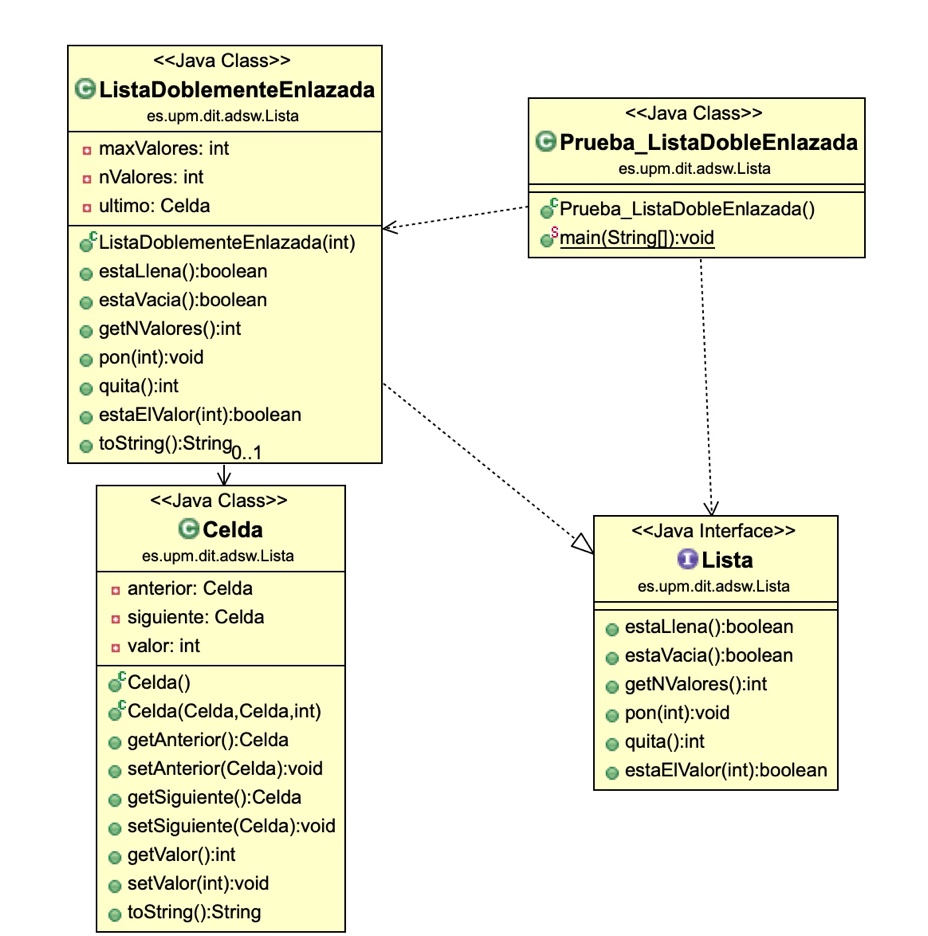 <<Java Class>>
ListaDoblementeEnlazada
es.upm.dit.adsw.Lista
maxValores: int
nValores: int
ultimo: Celda
ListaDoblementeEnlazada(int)
estaLlena():boolean
estaVacia():boolean
getNValores():int
pon(int):void
quita():int
estaElValor(int):boolean
toString():String
0..1
<<Java Class>>
Prueba_ListaDobleEnlazada
es.upm.dit.adsw.Lista
Prueba_ListaDobleEnlazada()
main(String[]):void
<<Java Class>>
Celda
es.upm.dit.adsw.Lista
anterior: Celda
siguiente: Celda
valor: int
Celda()
Celda(Celda,Celda,int)
getAnterior():Celda
setAnterior(Celda):void
getSiguiente():Celda
setSiguiente(Celda):void
getValor():int
setValor(int):void
toString():String
<<Java Interface>>
Lista
es.upm.dit.adsw.Lista
estaLlena():boolean
estaVacia():boolean
getNValores():int
pon(int):void
quita():int
estaElValor(int):boolean